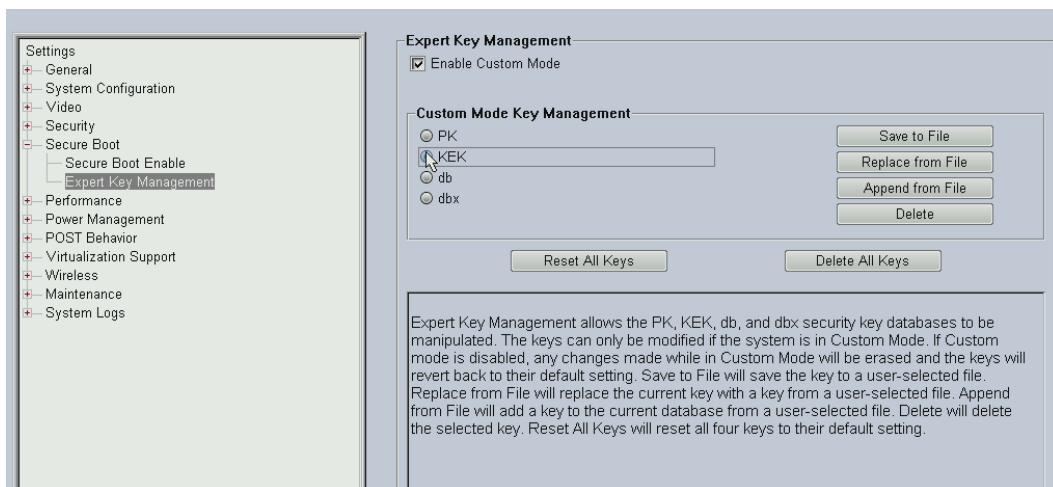 Settings
General
System Configuration
Video
Security
Secure Boot
Secure Boot Enable
Expert Key Management
Performance
Power Management
POST Behavior
Virtualization Support
Wireless
Maintenance
System Logs
Expert Key Management
Enable Custom Mode
Custom Mode Key Management
PK
KEK
db
dbx
Save to File
Replace from File
Append from File
Delete
Reset All Keys
Delete All Keys
Expert Key Management allows the PK, KEK, db, and dbx security key databases to be
manipulated. The keys can only be modified if the system is in Custom Mode. If Custom
mode is disabled, any changes made while in Custom Mode will be erased and the keys will
revert back to their default setting. Save to File will save the key to a user-selected file.
Replace from File will replace the current key with a key from a user-selected file. Append
from File will add a key to the current database from a user-selected file. Delete will delete
the selected key. Reset All Keys will reset all four keys to their default setting.